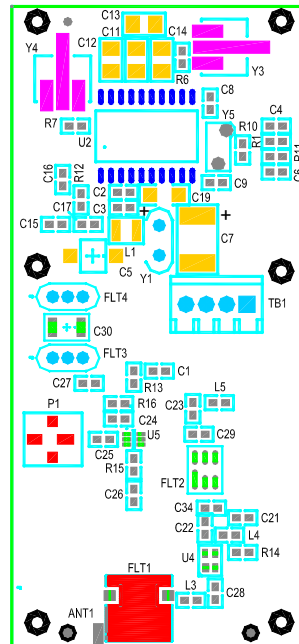 C13
C11
C12
C14
Y4
R6
Y3
C8
Y5
R7
U2
R10
C4
R1
R11
C6
C16
R12
C2
C9
C17
C3
C19
C15
L1
C7
C5
Y1
FLT4
TB1
C30
FLT3
C1
C27
R13
P1
R16
C23
L5
C24
C25
U5
C29
R15
FLT2
C26
C34
C21
C22
L4
U4
R14
FLT1
C28
L3
ANT1